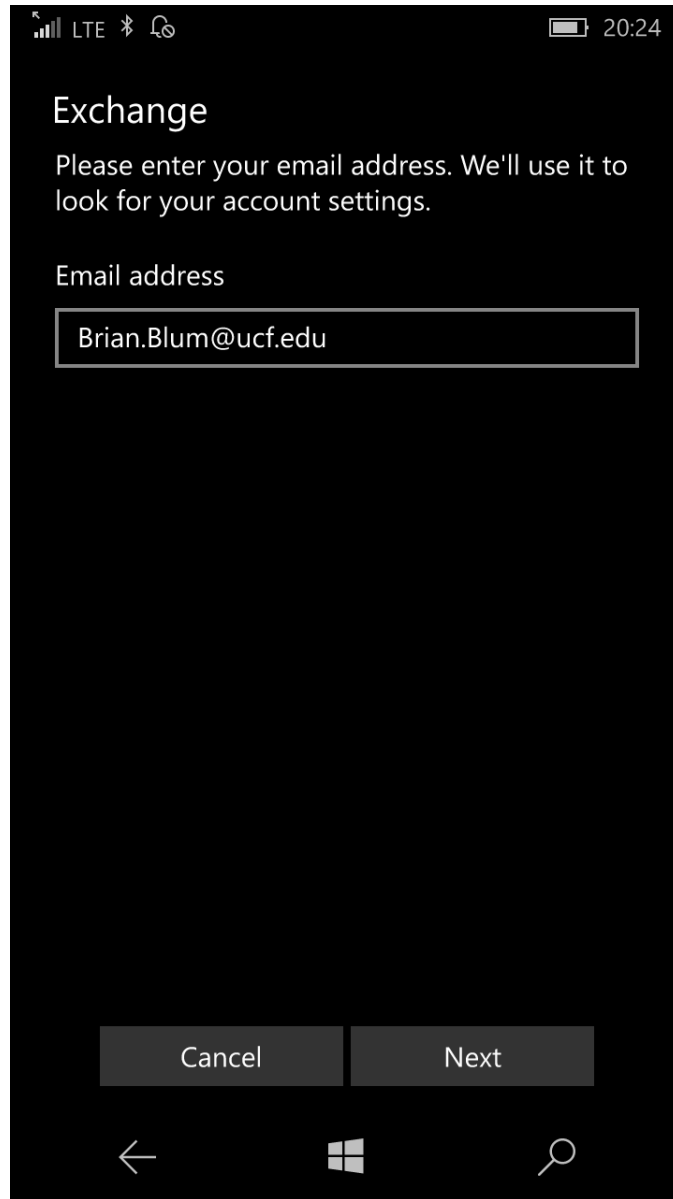 LTE 20:24
Exchange
Please enter your email address. We'll use it to
look for your account settings.
Email address
Brian.Blum@ucf.edu
Cancel Next